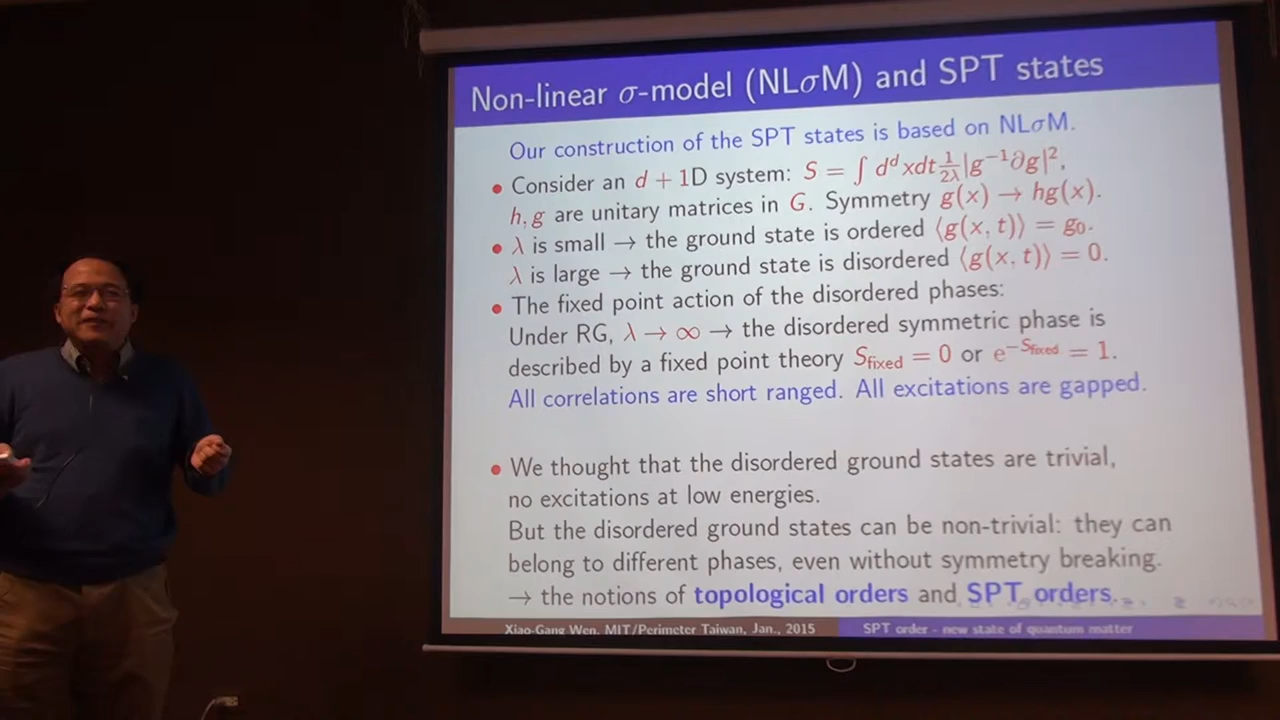 Non-linear σ-model (NLσM) and SPT states
Our construction of the SPT states is based on NLσM.
• Consider an d + 1D system: S = ∫ d^d xdt 1/2λ |g^−1∂g|^2,
h, g are unitary matrices in G. Symmetry g(x) → hg(x).
• λ is small → the ground state is ordered ⟨g(x, t)⟩ = g₀.
λ is large → the ground state is disordered ⟨g(x, t)⟩ = 0.
• The fixed point action of the disordered phases:
Under RG, λ → ∞ → the disordered symmetric phase is
described by a fixed point theory S_fixed = 0 or e^−S_fixed = 1.
All correlations are short ranged. All excitations are gapped.
• We thought that the disordered ground states are trivial,
no excitations at low energies.
But the disordered ground states can be non-trivial: they can
belong to different phases, even without symmetry breaking.
→ the notions of topological orders and SPT orders.
Xiao-Gang Wen, MIT/Perimeter Taiwan, Jan., 2015 SPT order - new state of quantum matter